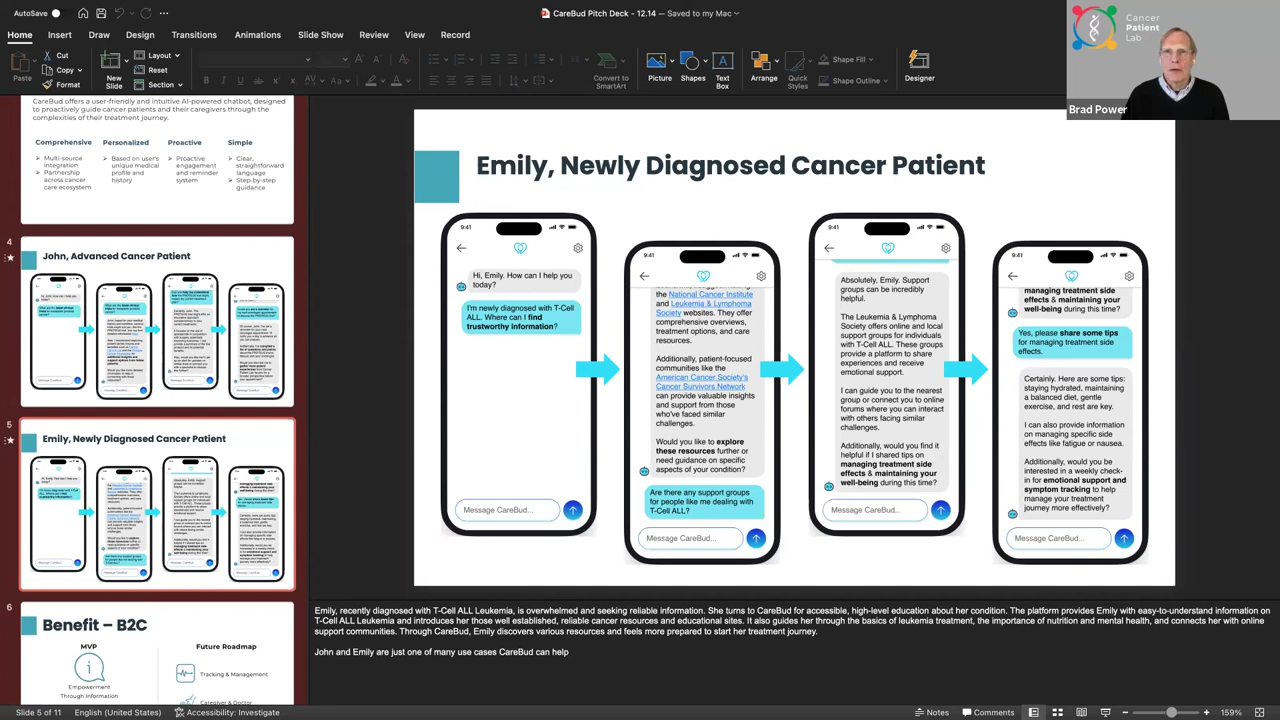 AutoSave
CareBud Pitch Deck - 12.14 — Saved to my Mac
Home Insert Draw Design Transitions Animations Slide Show Review View Record
Paste
Cut
Copy
Format
New
Slide
Layout
Reset
Section
Convert to
SmartArt
Picture
Shapes
Text
Box
Arrange
Quick
Styles
Shape Fill
Shape Outline
Designer
Cancer
Patient
Lab
Brad Power
CareBud offers a user-friendly and intuitive AI-powered chatbot, designed
to proactively guide cancer patients and their caregivers through the
complexities of their treatment journey.
Comprehensive
Multi-source
integration
Partnership
across cancer
care ecosystem
Personalized
Based on user's
unique medical
profile and
history
Proactive
Proactive
engagement
and reminder
system
Simple
Clear,
straightforward
language
Step-by-step
guidance
4
John, Advanced Cancer Patient
5
Emily, Newly Diagnosed Cancer Patient
6
Benefit – B2C
MVP
Empowerment
Through Information
Future Roadmap
Tracking & Management
Caregiver & Doctor
Emily, Newly Diagnosed Cancer Patient
9:41
Hi, Emily. How can I help you
today?
I'm newly diagnosed with T-Cell
ALL. Where can I find
trustworthy information?
Message CareBud...
9:41
the National Cancer Institute
and Leukemia & Lymphoma
Society websites. They offer
comprehensive overviews,
treatment options, and care
resources.
Additionally, patient-focused
communities like the
American Cancer Society's
Cancer Survivors Network
can provide valuable insights
and support from those
who've faced similar
challenges.
Would you like to explore
these resources further or
need guidance on specific
aspects of your condition?
Are there any support groups
for people like me dealing with
T-Cell ALL?
Message CareBud...
9:41
Absolutely, Emily. Support
groups can be incredibly
helpful.
The Leukemia & Lymphoma
Society offers online and local
support groups for individuals
with T-Cell ALL. These groups
provide a platform to share
experiences and receive
emotional support.
I can guide you to the nearest
group or connect you to online
forums where you can interact
with others facing similar
challenges.
Additionally, would you find it
helpful if I shared tips on
managing treatment side
effects & maintaining your
well-being during this time?
Message CareBud...
9:41
managing treatment side
effects & maintaining your
well-being during this time?
Yes, please share some tips
for managing treatment side
effects.
Certainly. Here are some tips:
staying hydrated, maintaining
a balanced diet, gentle
exercise, and rest are key.
I can also provide information
on managing specific side
effects like fatigue or nausea.
Additionally, would you be
interested in a weekly check-
in for emotional support and
symptom tracking to help
manage your treatment
journey more effectively?
Message CareBud...
Emily, recently diagnosed with T-Cell ALL Leukemia, is overwhelmed and seeking reliable information. She turns to CareBud for accessible, high-level education about her condition. The platform provides Emily with easy-to-understand information on
T-Cell ALL Leukemia and introduces her those well established, reliable cancer resources and educational sites. It also guides her through the basics of leukemia treatment, the importance of nutrition and mental health, and connects her with online
support communities. Through CareBud, Emily discovers various resources and feels more prepared to start her treatment journey.
John and Emily are just one of many use cases CareBud can help
Slide 5 of 11
English (United States)
Accessibility: Investigate
Notes
Comments
159%